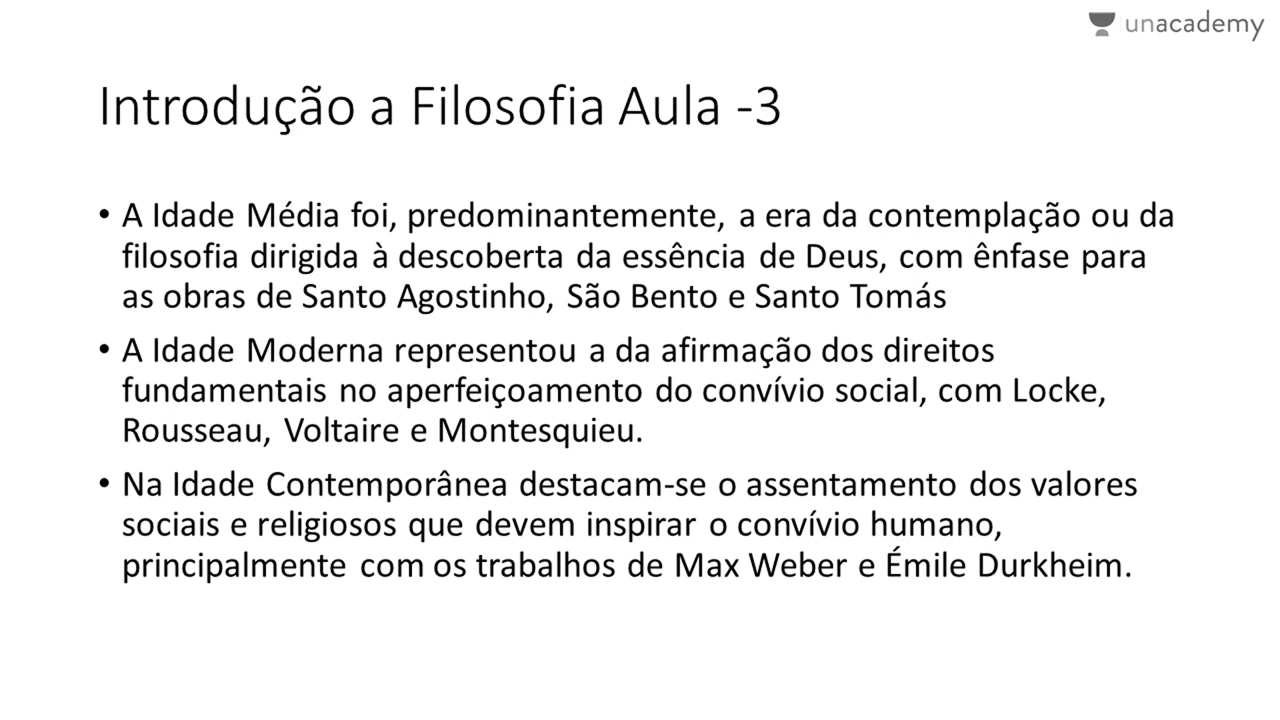 unacademy
Introdução a Filosofia Aula -3
• A Idade Média foi, predominantemente, a era da contemplação ou da
filosofia dirigida à descoberta da essência de Deus, com ênfase para
as obras de Santo Agostinho, São Bento e Santo Tomás
• A Idade Moderna representou a da afirmação dos direitos
fundamentais no aperfeiçoamento do convívio social, com Locke,
Rousseau, Voltaire e Montesquieu.
• Na Idade Contemporânea destacam-se o assentamento dos valores
sociais e religiosos que devem inspirar o convívio humano,
principalmente com os trabalhos de Max Weber e Émile Durkheim.